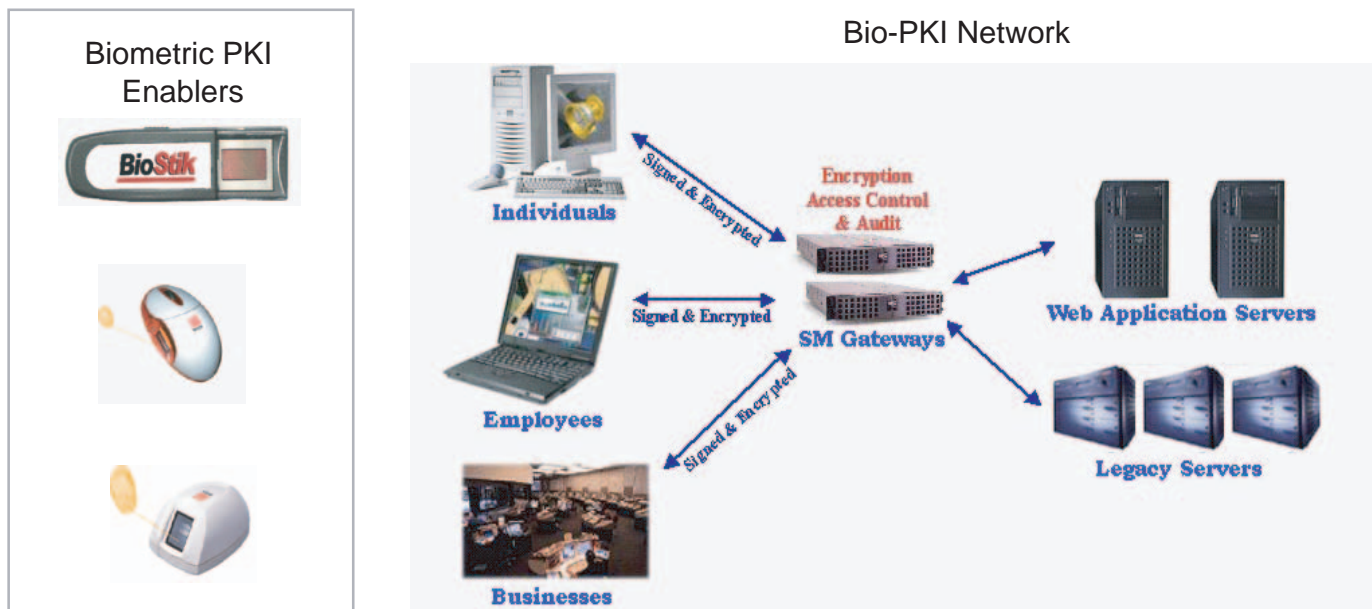 Biometric PKI
Enablers
BioStik
Bio-PKI Network
Individuals
Signed & Encrypted
Employees
Signed & Encrypted
Businesses
Signed & Encrypted
Encryption
Access Control
& Audit
SM Gateways
Web Application Servers
Legacy Servers